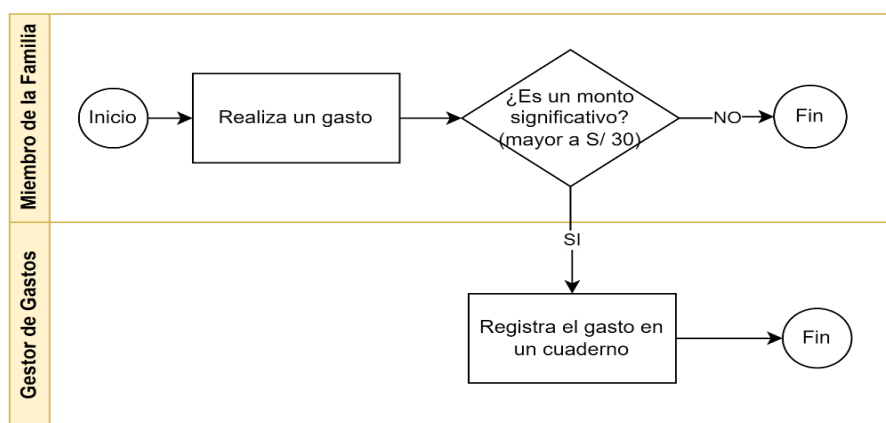 Miembro de la Familia
Inicio
Realiza un gasto
¿Es un monto
significativo?
(mayor a S/ 30)
NO
Fin
SI
Gestor de Gastos
Registra el gasto en
un cuaderno
Fin